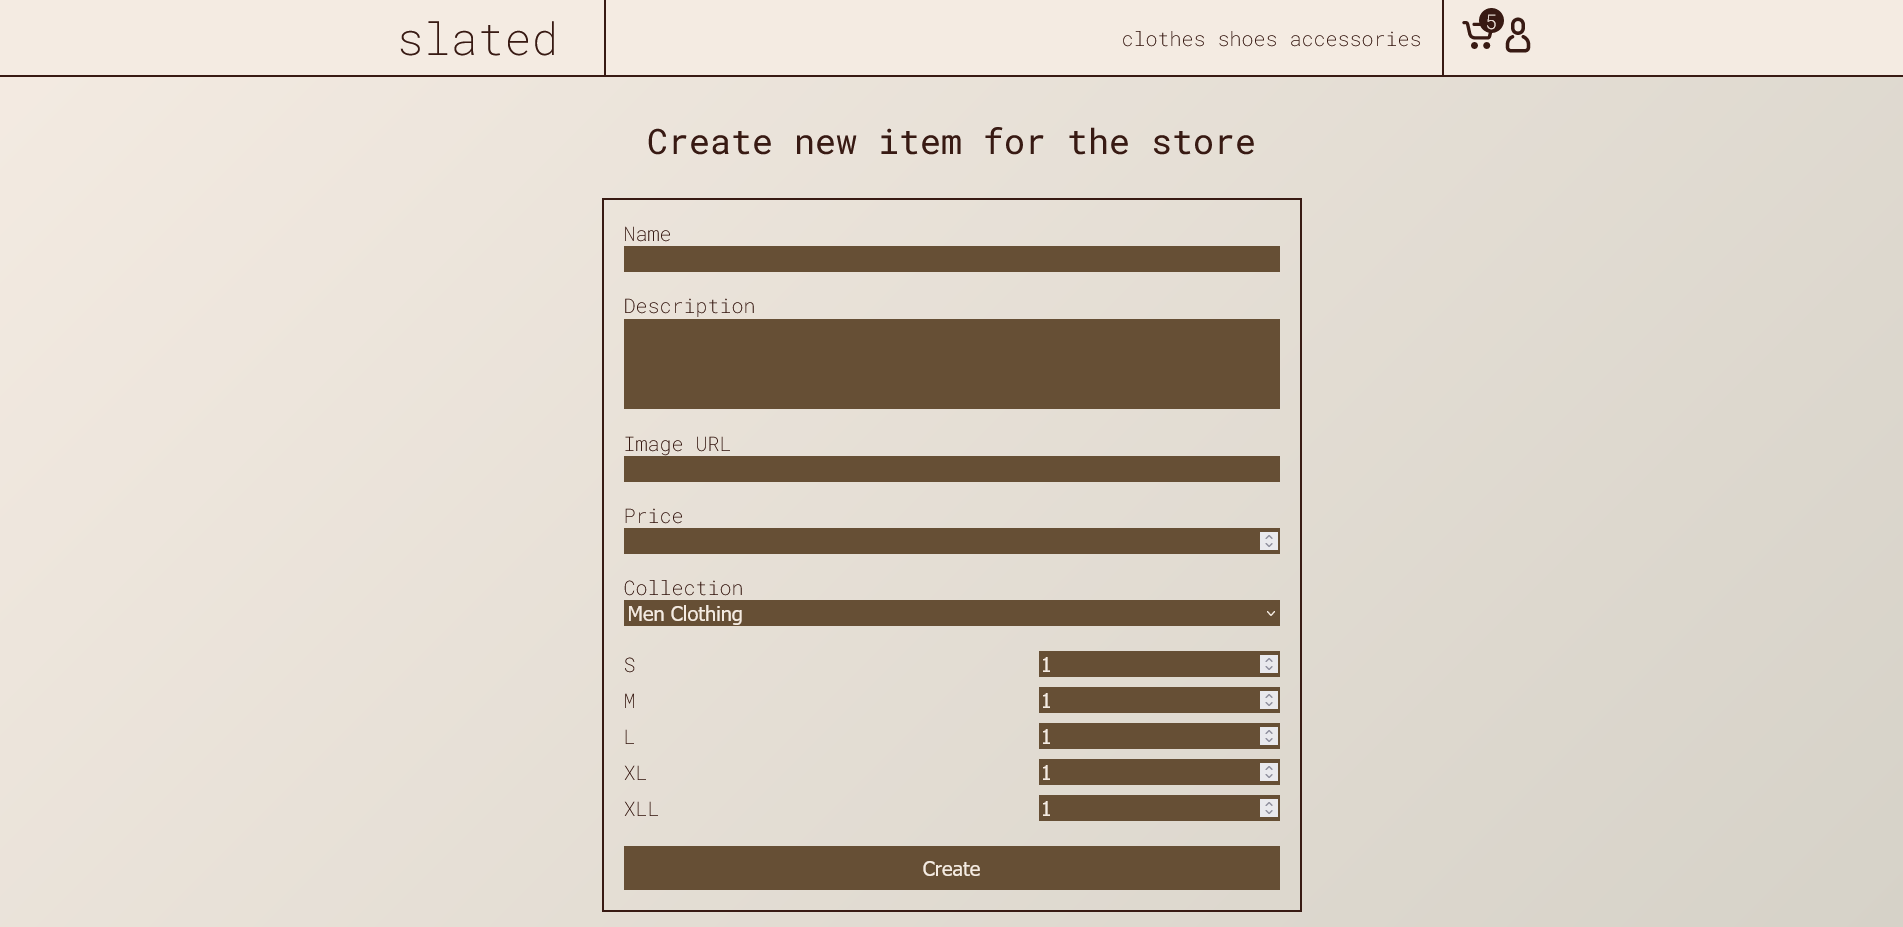 slated
clothes shoes accessories
5
Create new item for the store
Name
Description
Image URL
Price
Collection
Men Clothing
S 1
M 1
L 1
XL 1
XLL 1
Create